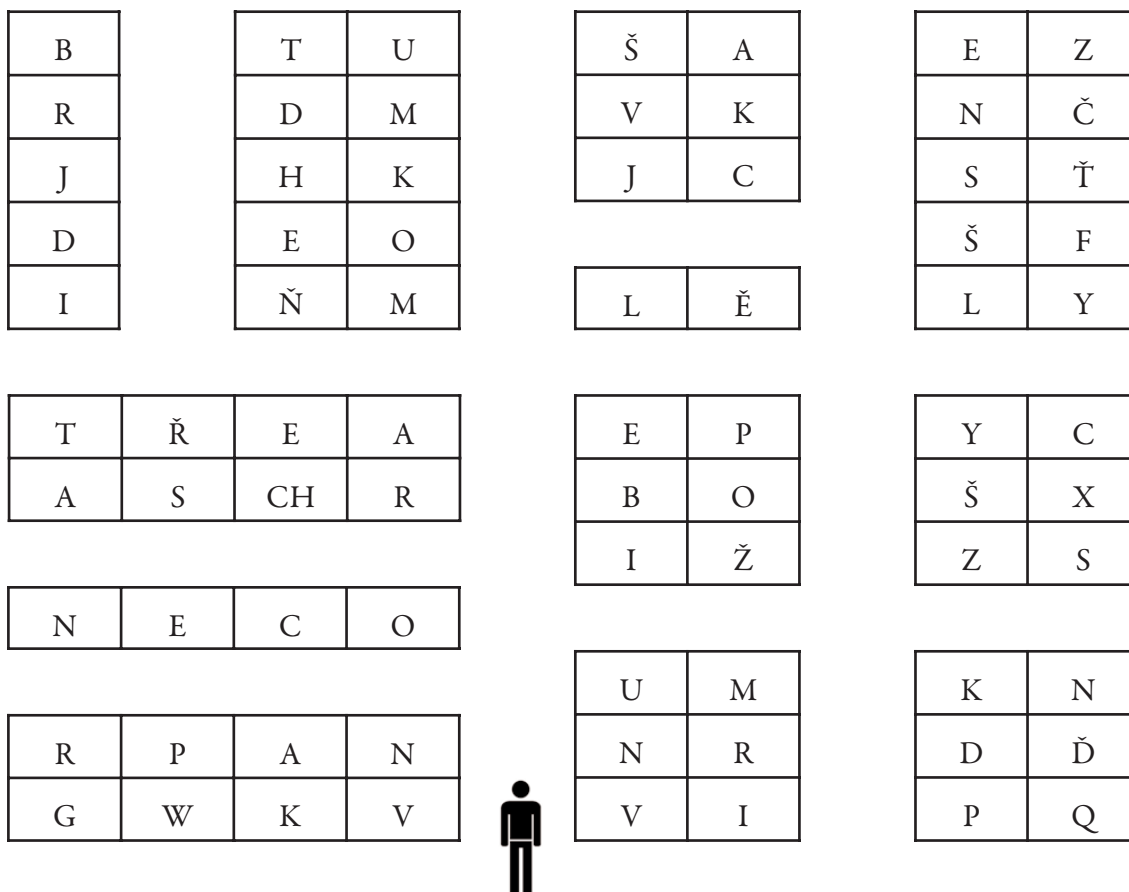 B T U Š A E Z
R D M V K N Č
J H K J C S Ť
D E O Š F
I Ň M L Ě L Y
T Ř E A E P Y C
A S CH R B O Š X
I Ž Z S
N E C O
U M K N
R P A N N R D Ď
G W K V V I P Q